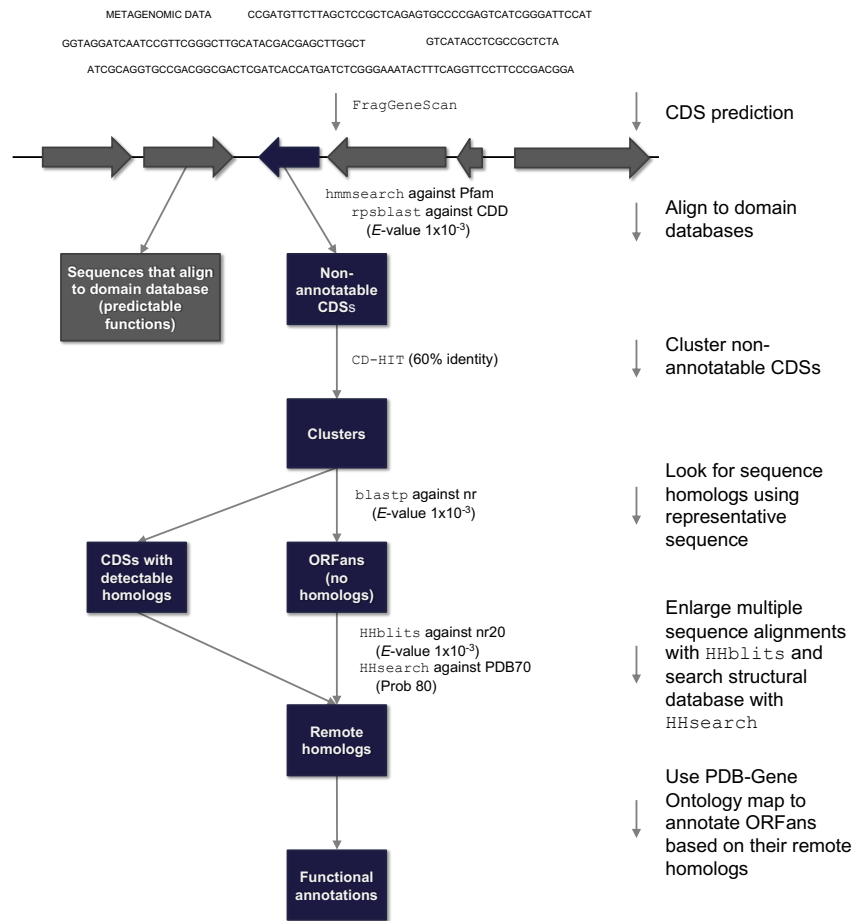 METAGENOMIC DATA
CCGATGTTCTTAGCTCCGCTCAGAGTGCCCCGAGTCATCGGGATTCCAT
GGTAGGATCAATCCGTTCGGGCTTGCATACGACGAGCTTGGCT
GTCATACCTCGCCGCTCTA
ATCGCAGGTGCCGACGGCGACTCGATCACCATGATCTCGGGAAATACTTTCAGGTTCCTTCCCGACGGA
FragGeneScan
CDS prediction
hmmsearch against Pfam
rpsblast against CDD
(E-value 1x10⁻³)
Align to domain
databases
Sequences that align
to domain database
(predictable
functions)
Non-
annotatable
CDSs
CD-HIT (60% identity)
Cluster non-
annotatable CDSs
Clusters
blastp against nr
(E-value 1x10⁻³)
Look for sequence
homologs using
representative
sequence
CDSs with
detectable
homologs
ORFans
(no
homologs)
HHblits against nr20
(E-value 1x10⁻³)
HHsearch against PDB70
(Prob 80)
Enlarge multiple
sequence alignments
with HHblits and
search structural
database with
HHsearch
Remote
homologs
Use PDB-Gene
Ontology map to
annotate ORFans
based on their remote
homologs
Functional
annotations